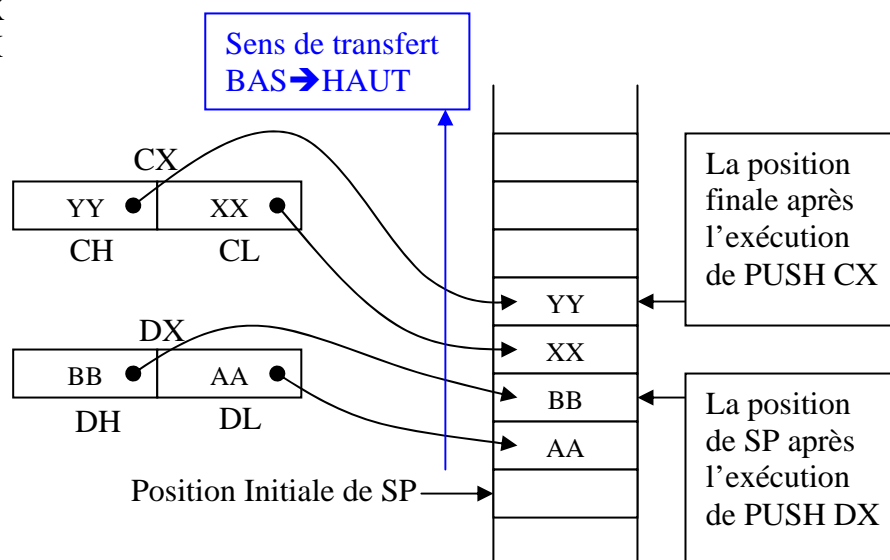 Sens de transfert
BAS➔HAUT
CX
YY XX
CH CL
DX
BB AA
DH DL
YY
XX
BB
AA
Position Initiale de SP
La position
finale après
l’exécution
de PUSH CX
La position
de SP après
l’exécution
de PUSH DX